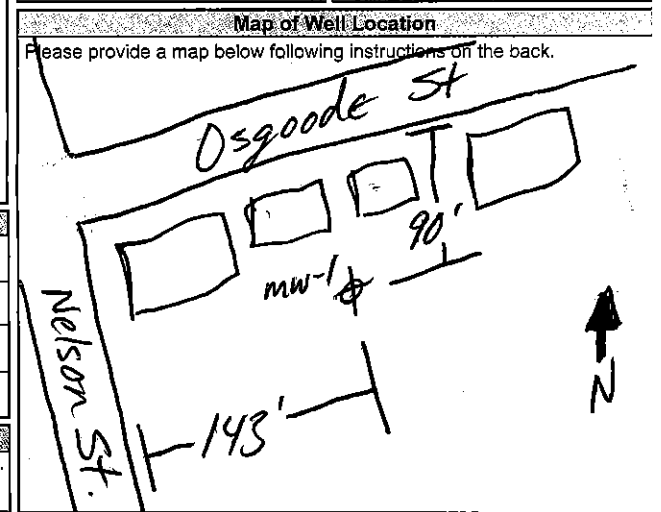 Map of Well Location
Please provide a map below following instructions on the back.
Osgoode St
90'
mw-1
Nelson St.
143'
N